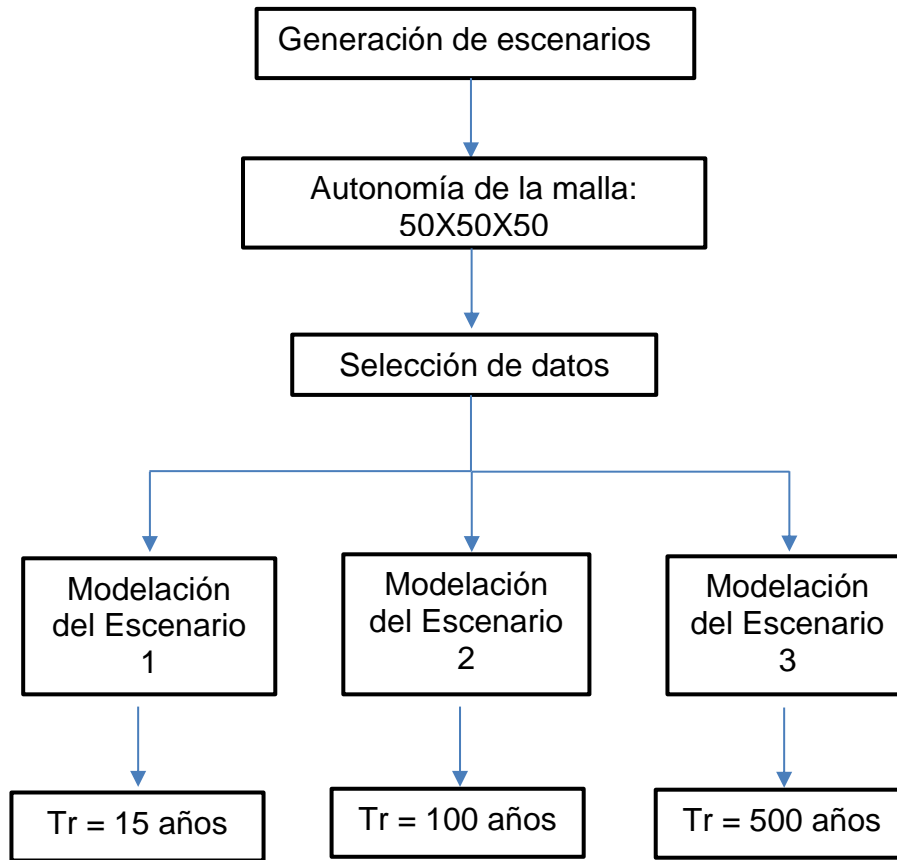 Generación de escenarios
Autonomía de la malla:
50X50X50
Selección de datos
Modelación
del Escenario
1
Modelación
del Escenario
2
Modelación
del Escenario
3
Tr = 15 años
Tr = 100 años
Tr = 500 años